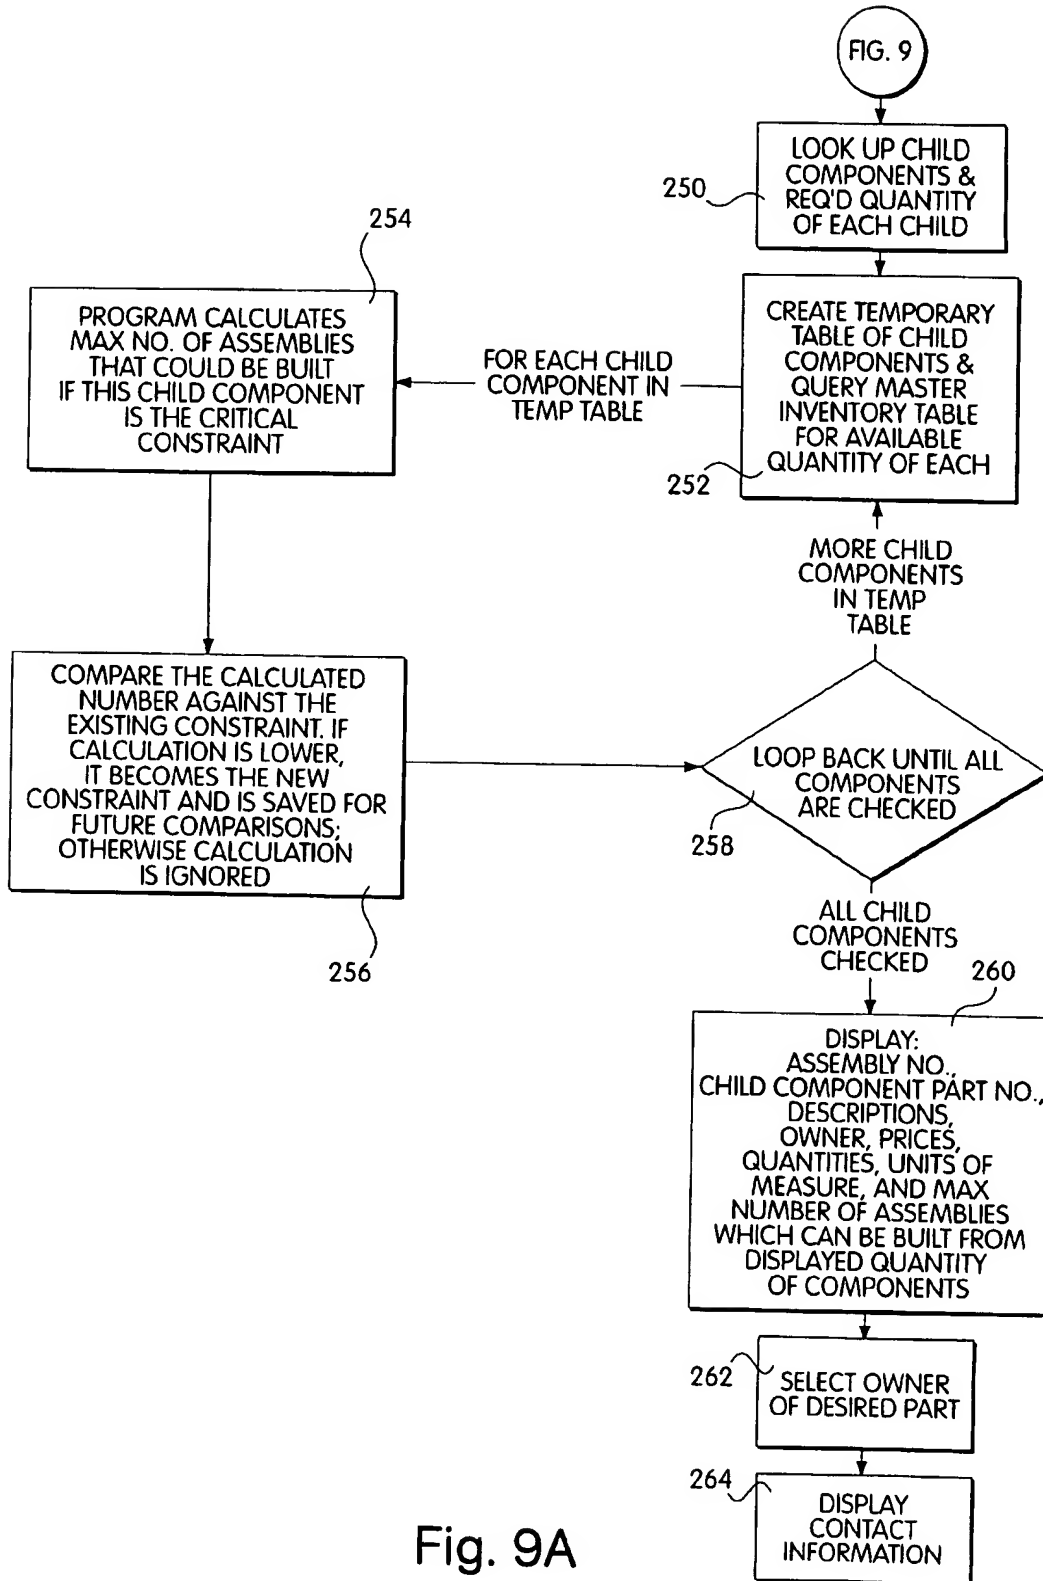 FIG. 9
LOOK UP CHILD
COMPONENTS &
REQ'D QUANTITY
OF EACH CHILD
250
CREATE TEMPORARY
TABLE OF CHILD
COMPONENTS &
QUERY MASTER
INVENTORY TABLE
FOR AVAILABLE
QUANTITY OF EACH
252
FOR EACH CHILD
COMPONENT IN
TEMP TABLE
254
PROGRAM CALCULATES
MAX NO. OF ASSEMBLIES
THAT COULD BE BUILT
IF THIS CHILD COMPONENT
IS THE CRITICAL
CONSTRAINT
COMPARE THE CALCULATED
NUMBER AGAINST THE
EXISTING CONSTRAINT. IF
CALCULATION IS LOWER,
IT BECOMES THE NEW
CONSTRAINT AND IS SAVED FOR
FUTURE COMPARISONS;
OTHERWISE CALCULATION
IS IGNORED
256
MORE CHILD
COMPONENTS
IN TEMP
TABLE
LOOP BACK UNTIL ALL
COMPONENTS
ARE CHECKED
258
ALL CHILD
COMPONENTS
CHECKED
260
DISPLAY:
ASSEMBLY NO.,
CHILD COMPONENT PART NO.,
DESCRIPTIONS,
OWNER, PRICES,
QUANTITIES, UNITS OF
MEASURE, AND MAX
NUMBER OF ASSEMBLIES
WHICH CAN BE BUILT FROM
DISPLAYED QUANTITY
OF COMPONENTS
262
SELECT OWNER
OF DESIRED PART
264
DISPLAY
CONTACT
INFORMATION
Fig. 9A